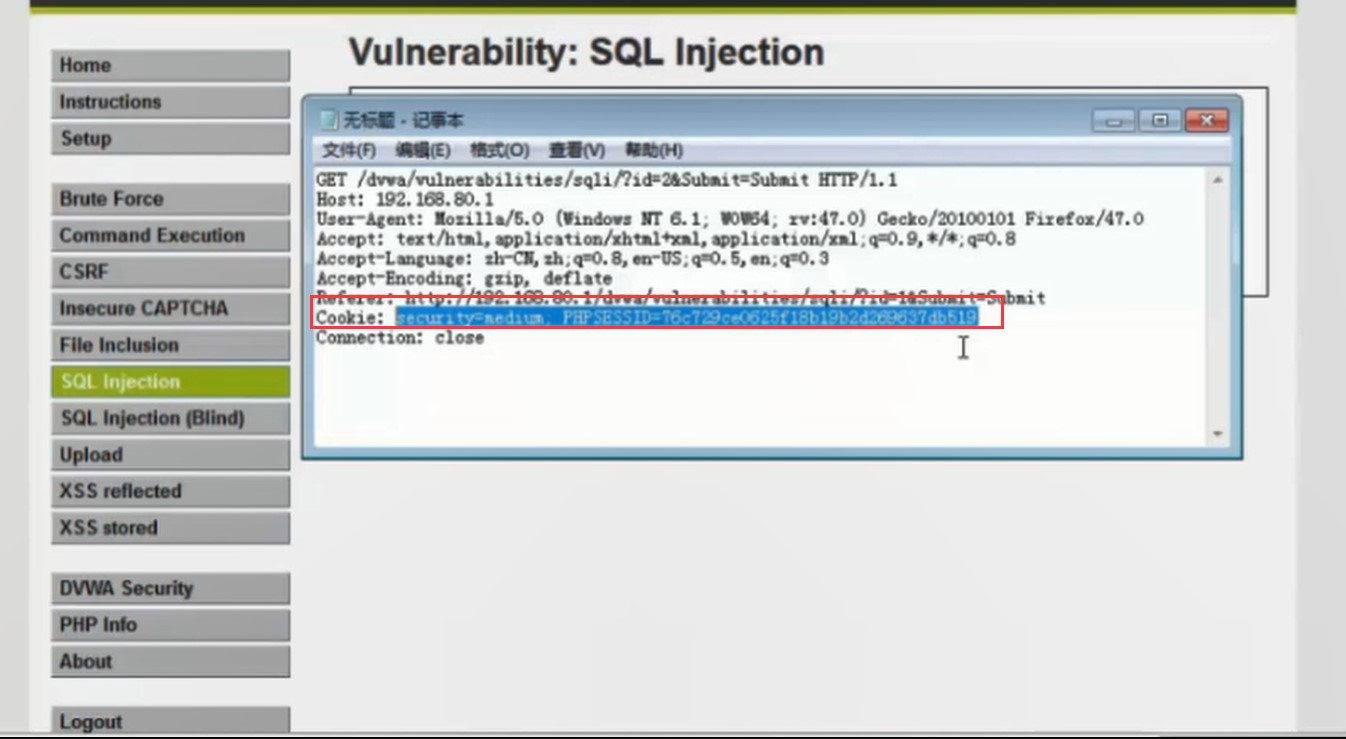 Vulnerability: SQL Injection
Home
Instructions
Setup
Brute Force
Command Execution
CSRF
Insecure CAPTCHA
File Inclusion
SQL Injection
SQL Injection (Blind)
Upload
XSS reflected
XSS stored
DVWA Security
PHP Info
About
Logout
无标题 - 记事本
文件(F) 编辑(E) 格式(O) 查看(V) 帮助(H)
GET /dvwa/vulnerabilities/sqli/?id=2&Submit=Submit HTTP/1.1
Host: 192.168.80.1
User-Agent: Mozilla/5.0 (Windows NT 6.1; WOW64; rv:47.0) Gecko/20100101 Firefox/47.0
Accept: text/html,application/xhtml+xml,application/xml;q=0.9,*/*;q=0.8
Accept-Language: zh-CN,zh;q=0.8,en-US;q=0.5,en;q=0.3
Accept-Encoding: gzip, deflate
Referer: http://192.168.80.1/dvwa/vulnerabilities/sqli/?id=1&Submit=Submit
Cookie: security=medium; PHPSESSID=76c729ce0625f18b19b2d269637db519
Connection: close